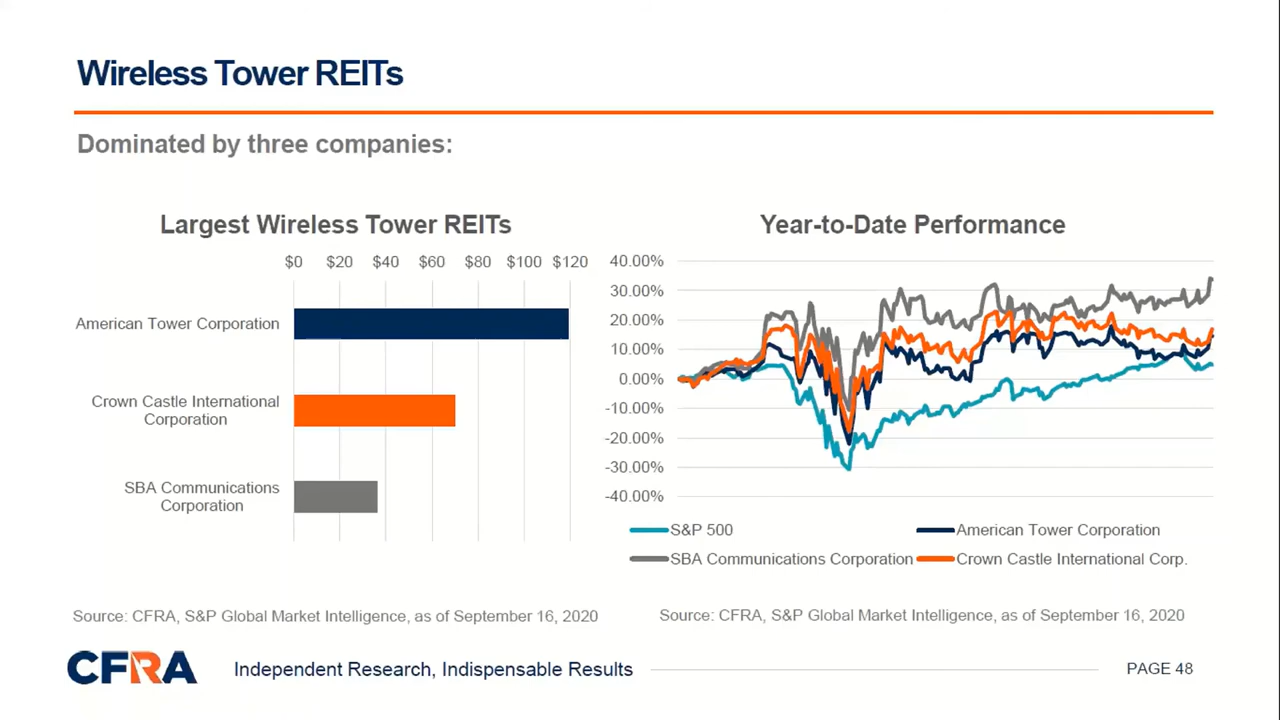 Wireless Tower REITs
Dominated by three companies:
Largest Wireless Tower REITs
$0 $20 $40 $60 $80 $100 $120
American Tower Corporation
Crown Castle International
Corporation
SBA Communications
Corporation
Source: CFRA, S&P Global Market Intelligence, as of September 16, 2020
Year-to-Date Performance
40.00%
30.00%
20.00%
10.00%
0.00%
-10.00%
-20.00%
-30.00%
-40.00%
S&P 500 American Tower Corporation
SBA Communications Corporation Crown Castle International Corp.
Source: CFRA, S&P Global Market Intelligence, as of September 16, 2020
CFRA Independent Research, Indispensable Results PAGE 48